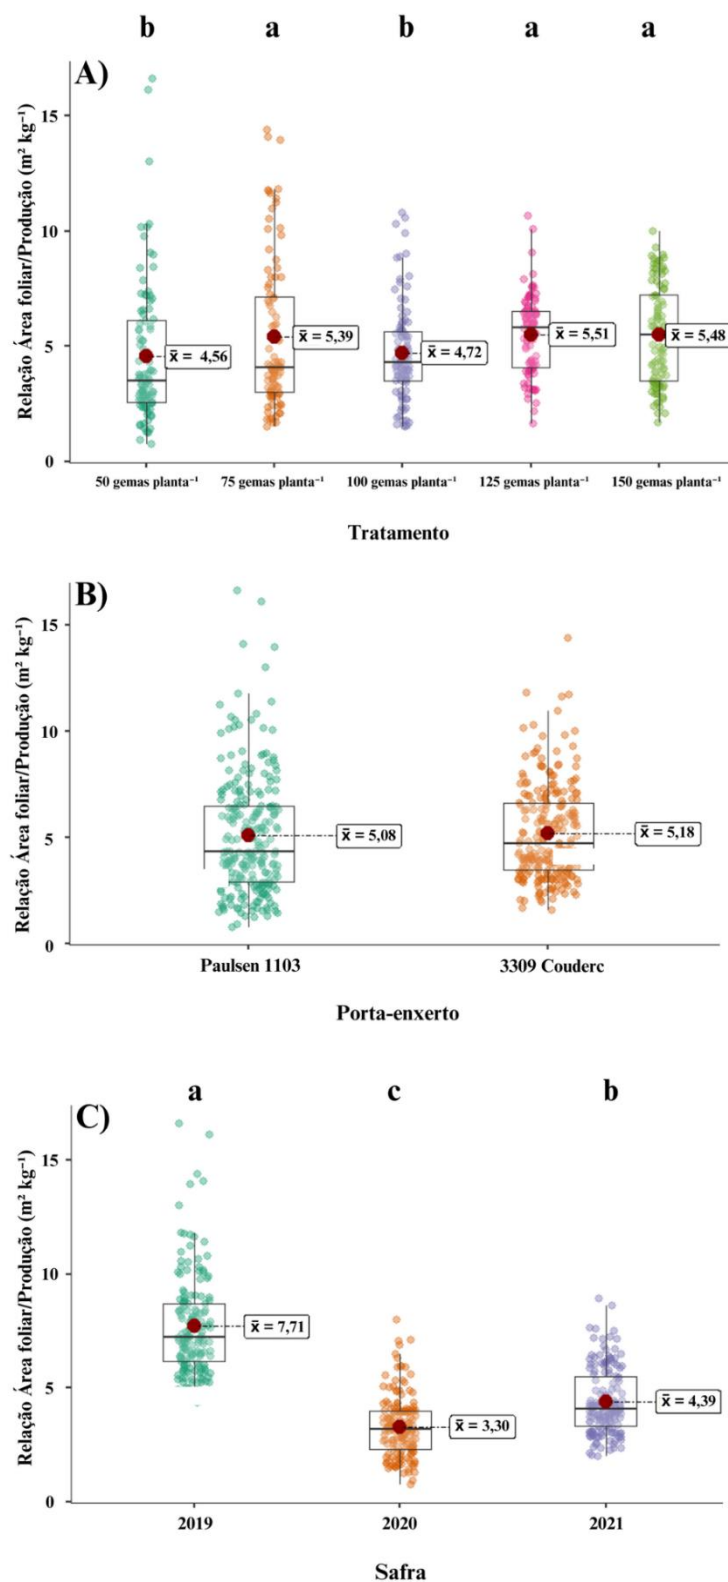 b a b a a
A)
Relação Área foliar/Produção (m² kg⁻¹)
15
10
5
0
x̄ = 4,56
x̄ = 5,39
x̄ = 4,72
x̄ = 5,51
x̄ = 5,48
50 gemas planta⁻¹ 75 gemas planta⁻¹ 100 gemas planta⁻¹ 125 gemas planta⁻¹ 150 gemas planta⁻¹
Tratamento
B)
Relação Área foliar/Produção (m² kg⁻¹)
15
10
5
0
x̄ = 5,08
x̄ = 5,18
Paulsen 1103 3309 Couderc
Porta-enxerto
a c b
C)
Relação Área foliar/Produção (m² kg⁻¹)
15
10
5
0
x̄ = 7,71
x̄ = 3,30
x̄ = 4,39
2019 2020 2021
Safra